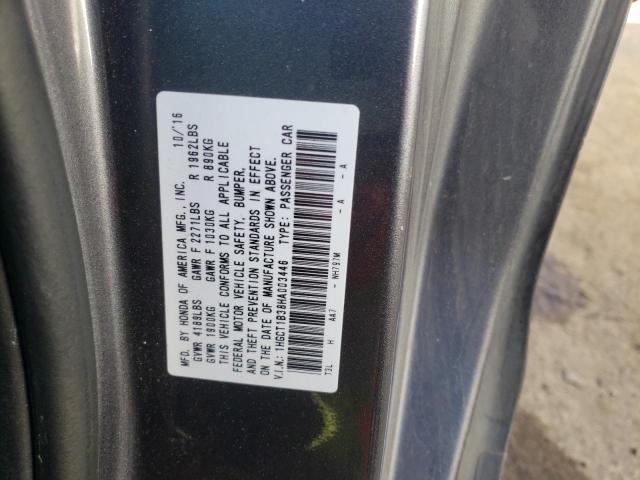 MFD. BY HONDA OF AMERICA MFG., INC. 10/'16
GVWR 4189LBS GAWR F 2271LBS R 1962LBS
GVWR 1900KG GAWR F 1030KG R 890KG
THIS VEHICLE CONFORMS TO ALL APPLICABLE
FEDERAL MOTOR VEHICLE SAFETY, BUMPER,
AND THEFT PREVENTION STANDARDS IN EFFECT
ON THE DATE OF MANUFACTURE SHOWN ABOVE.
V.I.N.: 1HGCT1B38HA003446 TYPE: PASSENGER CAR
T3L H AA7 - NH797M - A - A